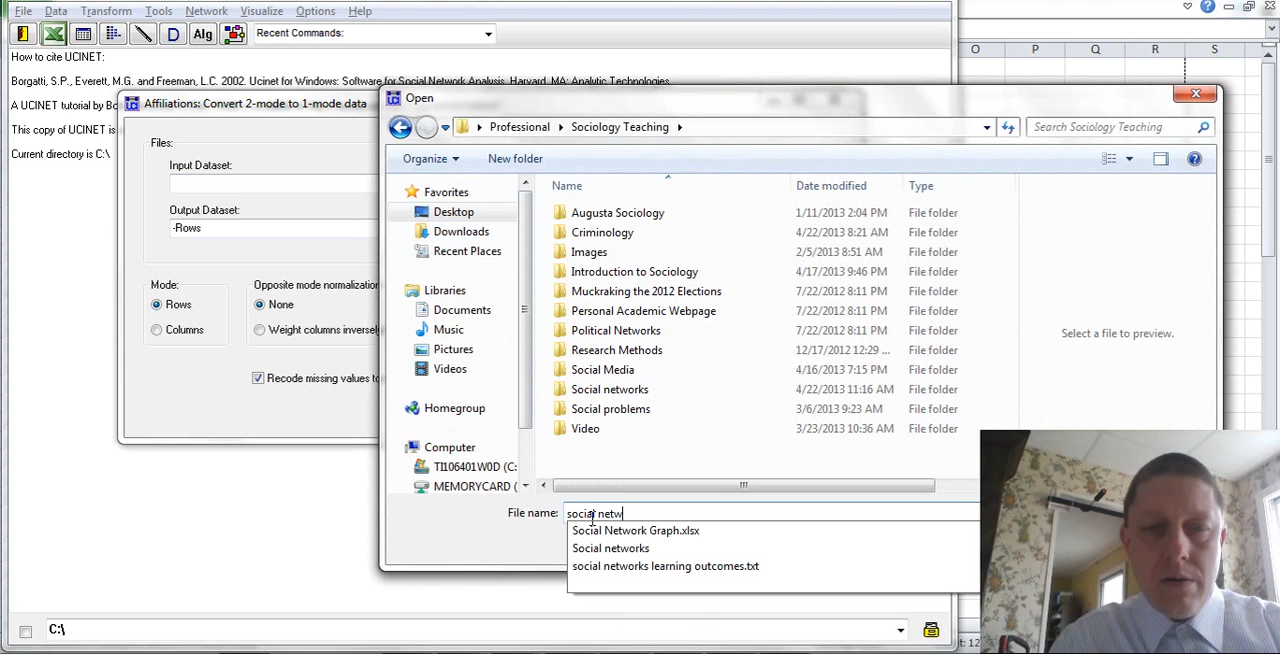 File Data Transform Tools Network Visualize Options Help
D Alg Recent Commands:
How to cite UCINET:
Borgatti, S.P., Everett, M.G. and Freeman, L.C. 2002. Ucinet for Windows: Software for Social Network Analysis. Harvard, MA: Analytic Technologies.
A UCINET tutorial by Bo
This copy of UCINET is
Current directory is C:\
O P Q R S
Affiliations: Convert 2-mode to 1-mode data
Files:
Input Dataset:
Output Dataset:
-Rows
Mode:
Rows
Columns
Opposite mode normalization
None
Weight columns inversel
Recode missing values to
Open
Professional Sociology Teaching
Search Sociology Teaching
Organize New folder
Favorites
Desktop
Downloads
Recent Places
Libraries
Documents
Music
Pictures
Videos
Homegroup
Computer
TI106401W0D (C:
MEMORYCARD (
Name Date modified Type
Augusta Sociology 1/11/2013 2:04 PM File folder
Criminology 4/22/2013 8:21 AM File folder
Images 2/5/2013 8:51 AM File folder
Introduction to Sociology 4/17/2013 9:46 PM File folder
Muckraking the 2012 Elections 7/22/2012 8:11 PM File folder
Personal Academic Webpage 7/22/2012 8:11 PM File folder
Political Networks 7/22/2012 8:11 PM File folder
Research Methods 12/17/2012 12:29 ... File folder
Social Media 4/16/2013 7:15 PM File folder
Social networks 4/22/2013 11:16 AM File folder
Social problems 3/6/2013 9:23 AM File folder
Video 3/23/2013 10:36 AM File folder
Select a file to preview.
File name: social netw
Social Network Graph.xlsx
Social networks
social networks learning outcomes.txt
C:\